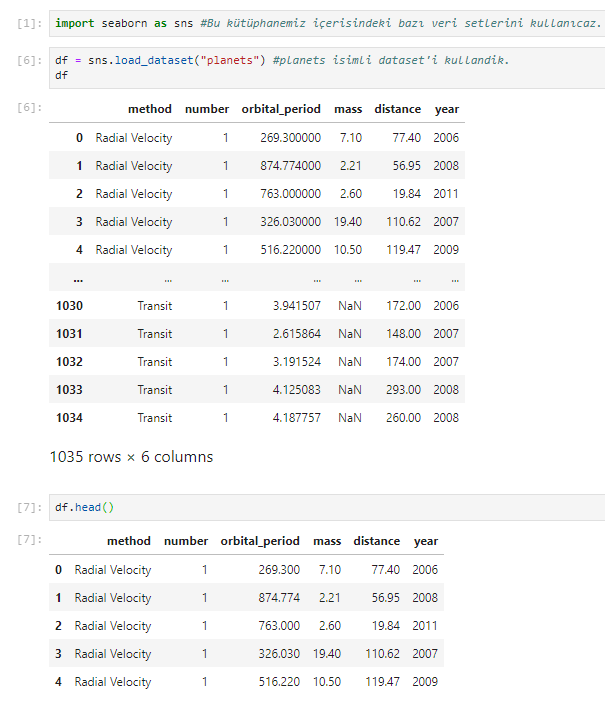 [1]: import seaborn as sns #Bu kütüphanemiz içerisindeki bazı veri setlerini kullanıcaz.
[6]: df = sns.load_dataset("planets") #planets isimli dataset'i kullandik.
df
[6]: method number orbital_period mass distance year
0 Radial Velocity 1 269.300000 7.10 77.40 2006
1 Radial Velocity 1 874.774000 2.21 56.95 2008
2 Radial Velocity 1 763.000000 2.60 19.84 2011
3 Radial Velocity 1 326.030000 19.40 110.62 2007
4 Radial Velocity 1 516.220000 10.50 119.47 2009
... ... ... ... ... ... ...
1030 Transit 1 3.941507 NaN 172.00 2006
1031 Transit 1 2.615864 NaN 148.00 2007
1032 Transit 1 3.191524 NaN 174.00 2007
1033 Transit 1 4.125083 NaN 293.00 2008
1034 Transit 1 4.187757 NaN 260.00 2008
1035 rows × 6 columns
[7]: df.head()
[7]: method number orbital_period mass distance year
0 Radial Velocity 1 269.300 7.10 77.40 2006
1 Radial Velocity 1 874.774 2.21 56.95 2008
2 Radial Velocity 1 763.000 2.60 19.84 2011
3 Radial Velocity 1 326.030 19.40 110.62 2007
4 Radial Velocity 1 516.220 10.50 119.47 2009